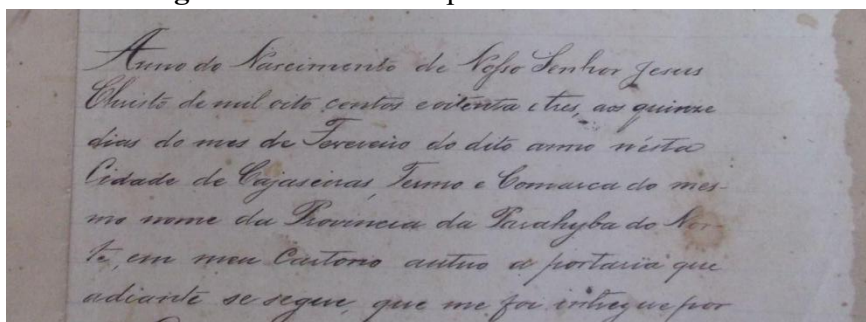 Anno do Nascimento de Nosso Senhor Jesus
Christo de mil oito centos e oitenta e tres, aos quinze
dias do mes de Fevereiro do dito anno nésta
Cidade de Cajaseiras, Termo e Comarca do mes-
mo nome da Provincia da Parahyba do Nor-
te, em meu Cartorio autuo a portaria que
adiante se segue, que me foi entregue por